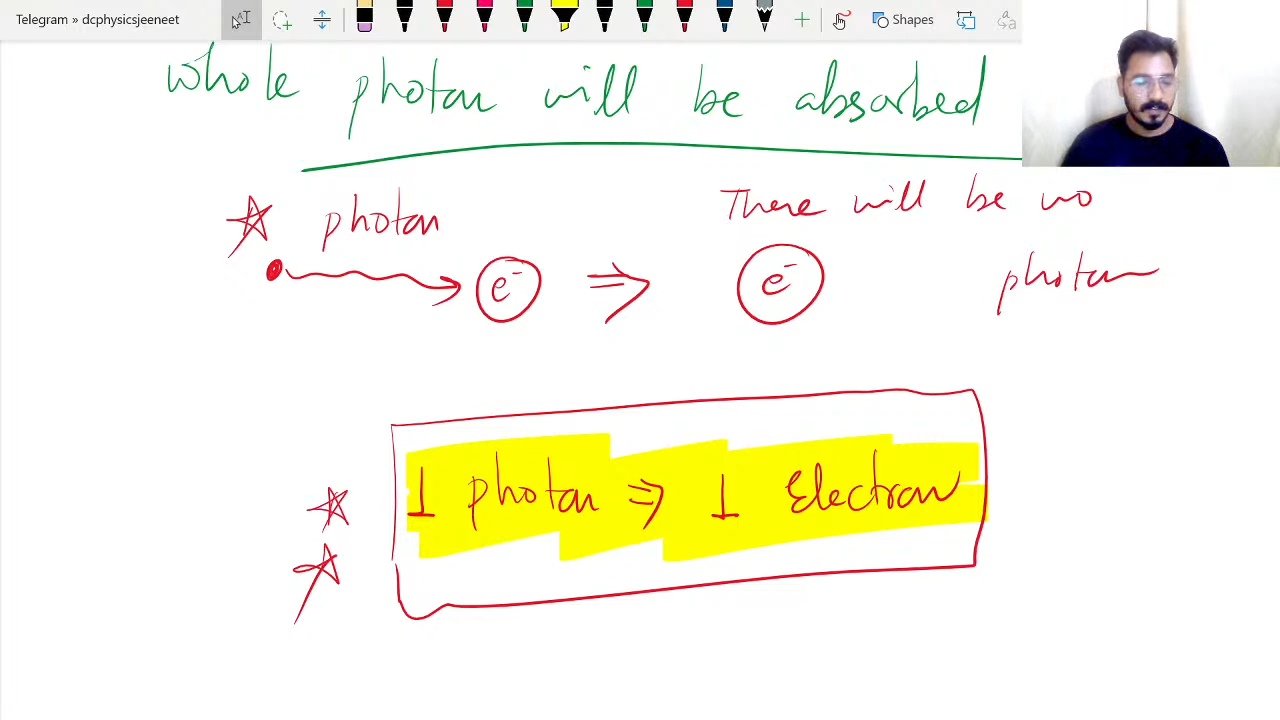 Telegram » dcphysicsjeeneet
Shapes
whole photon will be absorbed
photon
There will be no
photon
e⁻ ⇒ e⁻
1 photon ⇒ 1 Electron